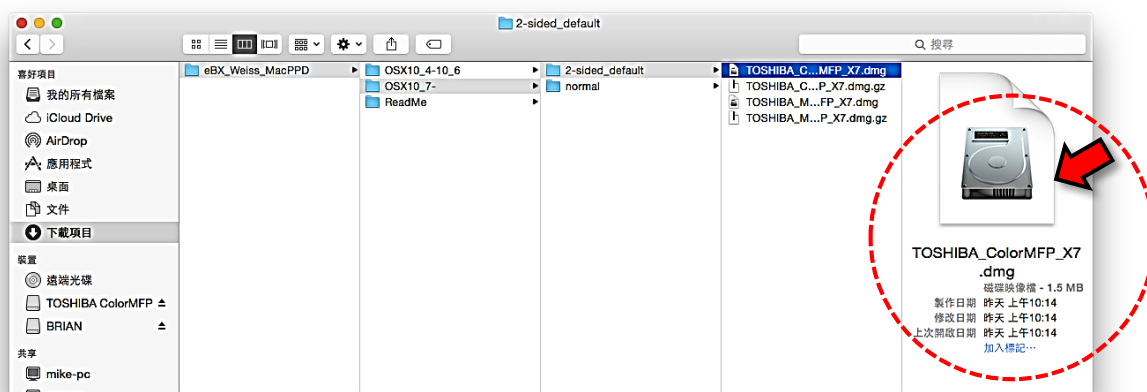 2-sided_default
搜尋
喜好項目
我的所有檔案
iCloud Drive
AirDrop
應用程式
桌面
文件
下載項目
裝置
遠端光碟
TOSHIBA ColorMFP
BRIAN
共享
mike-pc
eBX_Weiss_MacPPD
OSX10_4-10_6
OSX10_7-
ReadMe
2-sided_default
normal
TOSHIBA_C...MFP_X7.dmg
TOSHIBA_C...P_X7.dmg.gz
TOSHIBA_M...FP_X7.dmg
TOSHIBA_M...P_X7.dmg.gz
TOSHIBA_ColorMFP_X7
.dmg
磁碟映像檔 - 1.5 MB
製作日期 昨天 上午10:14
修改日期 昨天 上午10:14
上次開啟日期 昨天 上午10:14
加入標記⋯